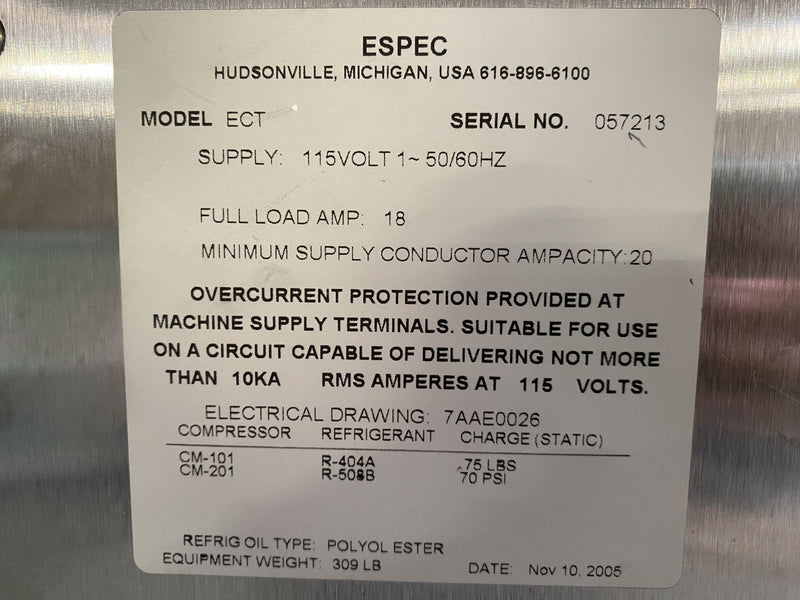 ESPEC
HUDSONVILLE, MICHIGAN, USA 616-896-6100
MODEL ECT SERIAL NO. 057213
SUPPLY: 115VOLT 1~ 50/60HZ
FULL LOAD AMP: 18
MINIMUM SUPPLY CONDUCTOR AMPACITY:20
OVERCURRENT PROTECTION PROVIDED AT
MACHINE SUPPLY TERMINALS. SUITABLE FOR USE
ON A CIRCUIT CAPABLE OF DELIVERING NOT MORE
THAN 10KA RMS AMPERES AT 115 VOLTS.
ELECTRICAL DRAWING: 7AAE0026
COMPRESSOR REFRIGERANT CHARGE (STATIC)
CM-101 R-404A .75 LBS
CM-201 R-508B 70 PSI
REFRIG OIL TYPE: POLYOL ESTER
EQUIPMENT WEIGHT: 309 LB DATE: Nov 10, 2005